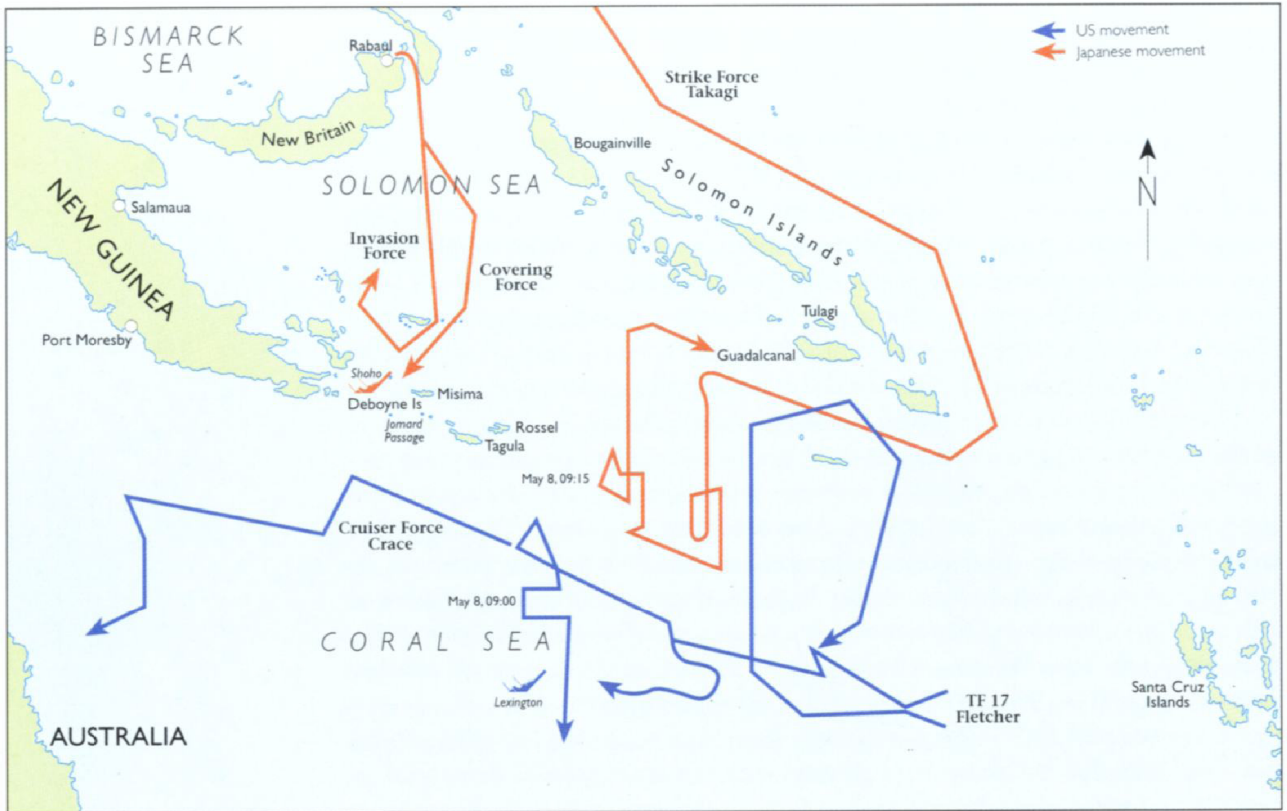 BISMARCK
SEA
Rabaul
US movement
Japanese movement
Strike Force
Takagi
New Britain
Bougainville
SOLOMON SEA
Solomon Islands
N
NEW GUINEA
Salamaua
Invasion
Force
Covering
Force
Port Moresby
Tulagi
Guadalcanal
Shoho
Deboyne Is
Misima
Jomard
Passage
Rossel
Tagula
May 8, 09:15
Cruiser Force
Crace
May 8, 09:00
CORAL SEA
Lexington
TF 17
Fletcher
Santa Cruz
Islands
AUSTRALIA